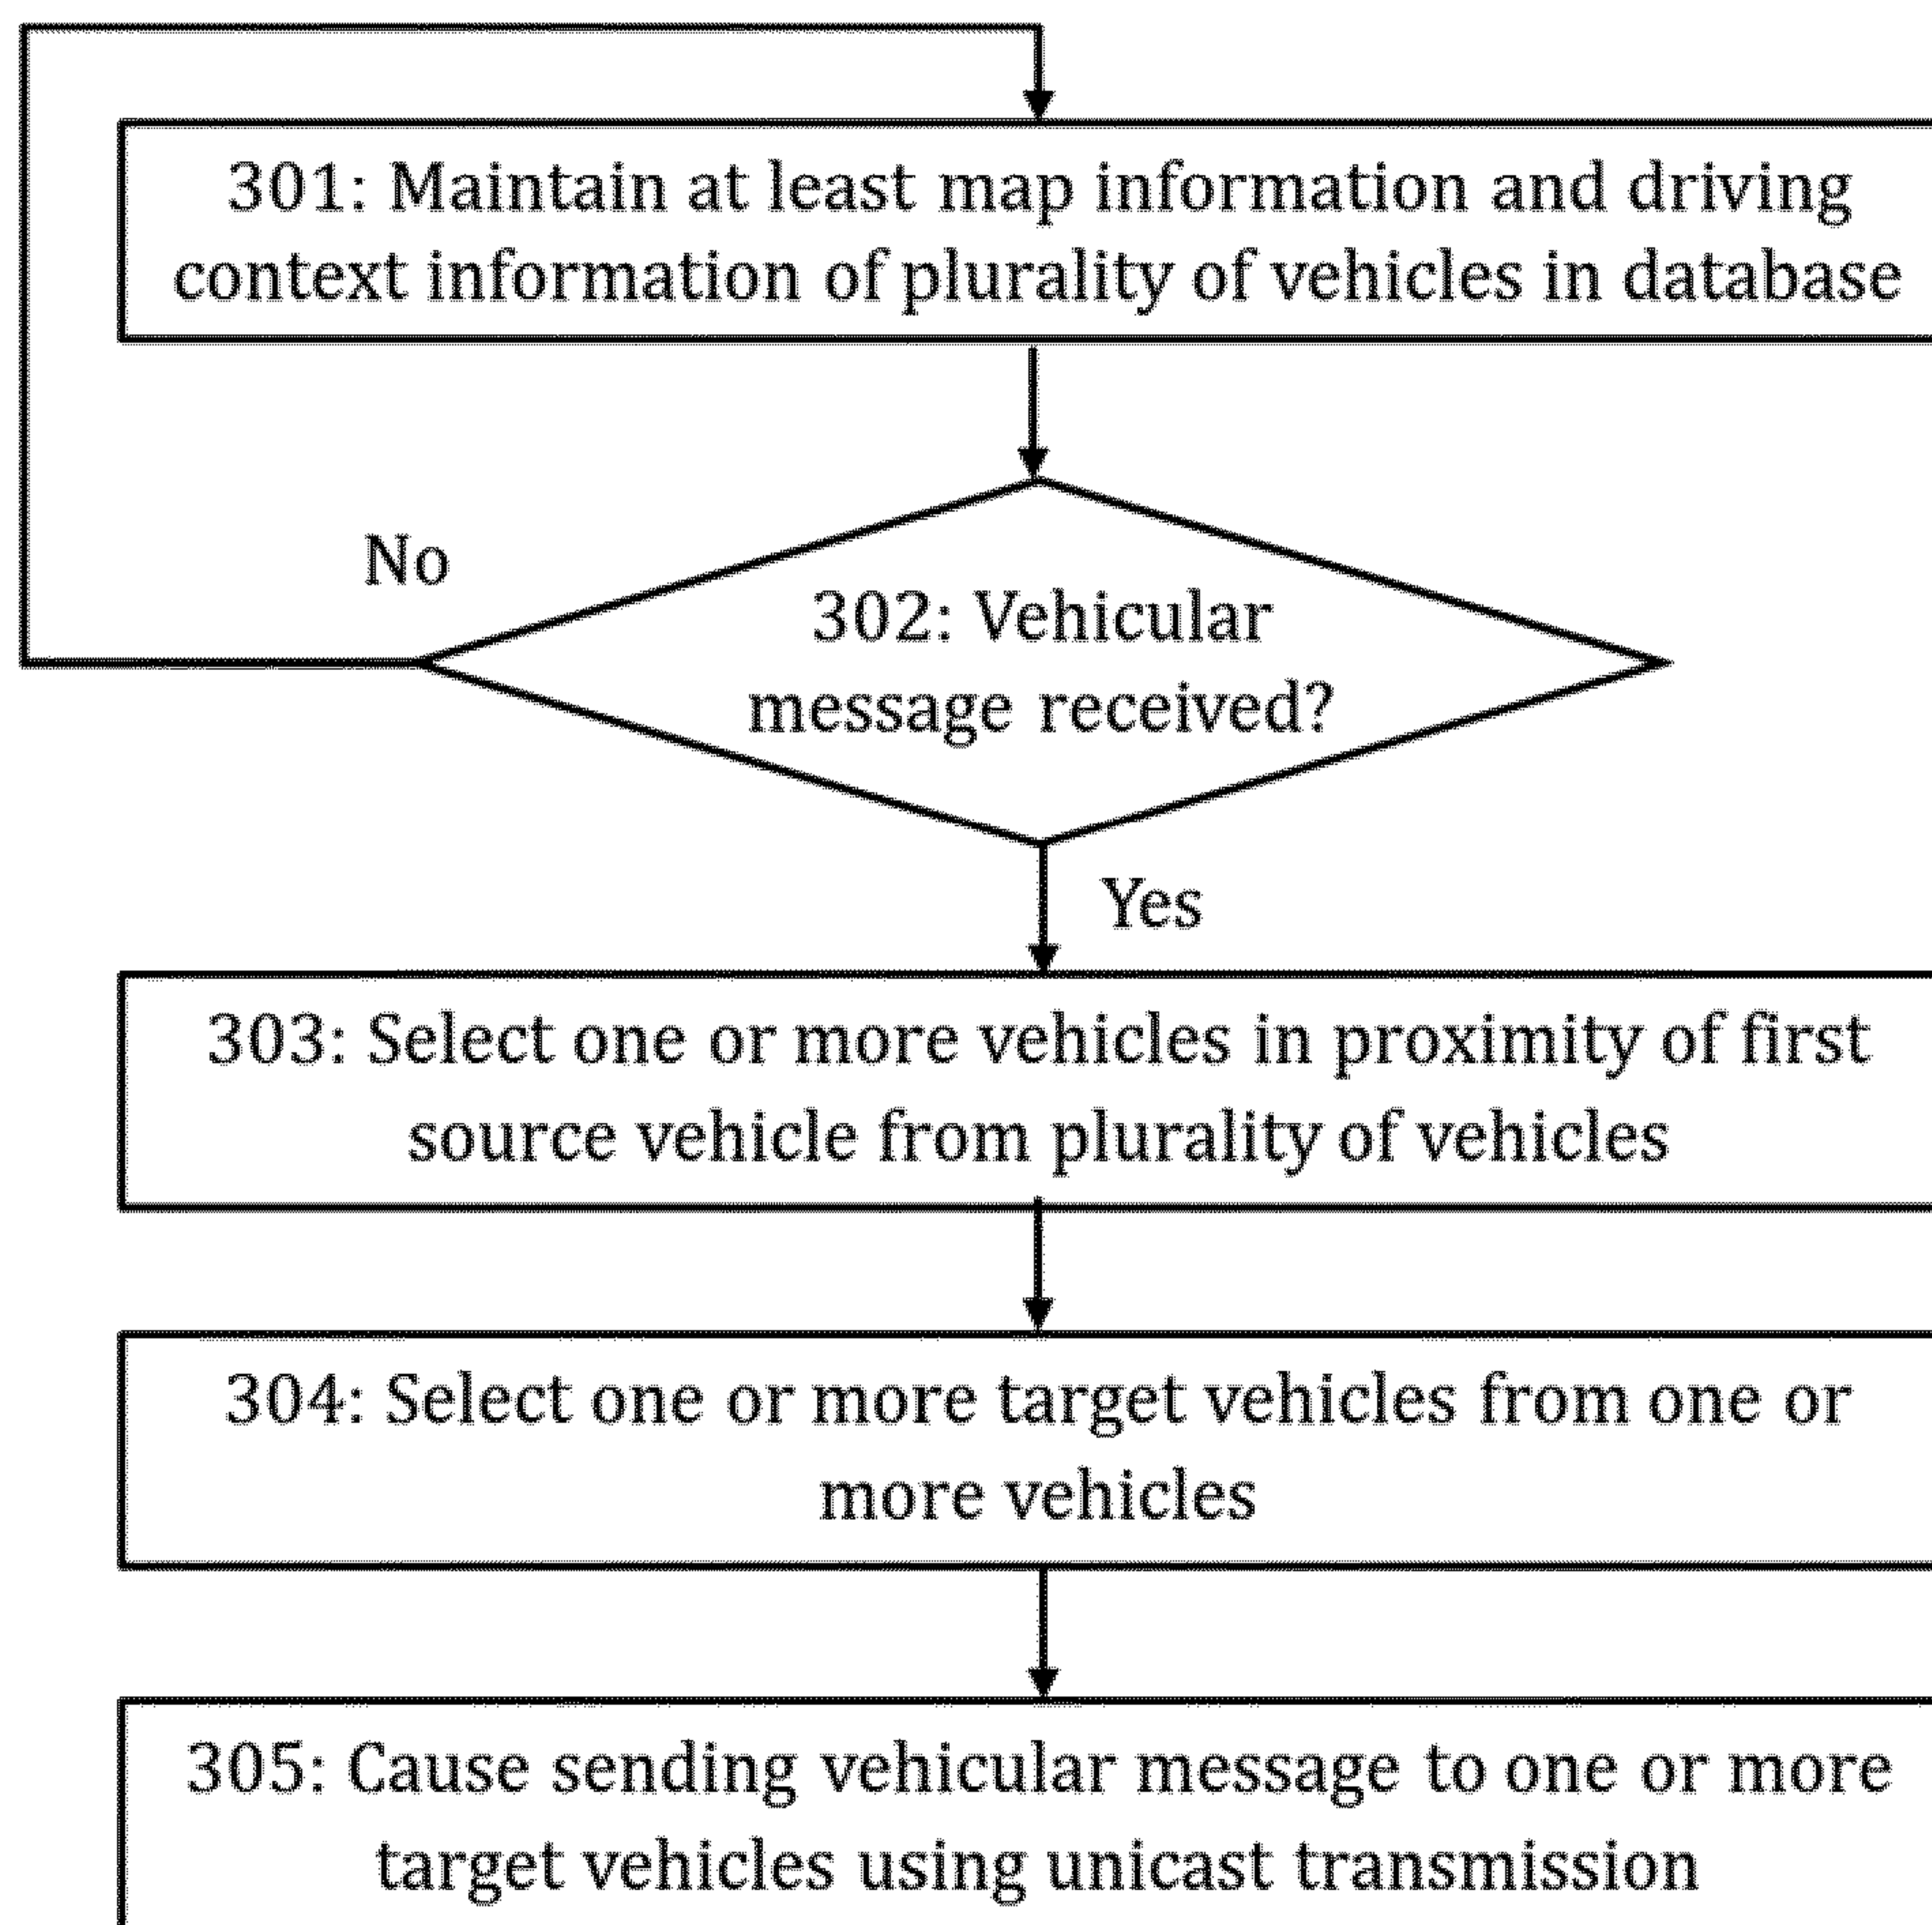 301: Maintain at least map information and driving
context information of plurality of vehicles in database
No
302: Vehicular
message received?
Yes
303: Select one or more vehicles in proximity of first
source vehicle from plurality of vehicles
304: Select one or more target vehicles from one or
more vehicles
305: Cause sending vehicular message to one or more
target vehicles using unicast transmission